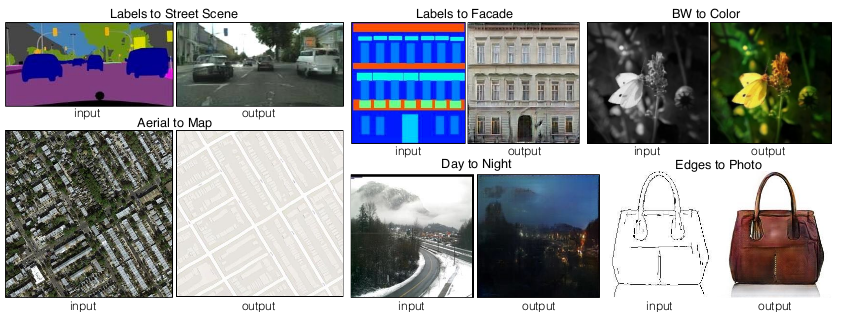 Labels to Street Scene
input
output
Aerial to Map
input
output
Labels to Facade
input
output
BW to Color
input
output
Day to Night
input
output
Edges to Photo
input
output